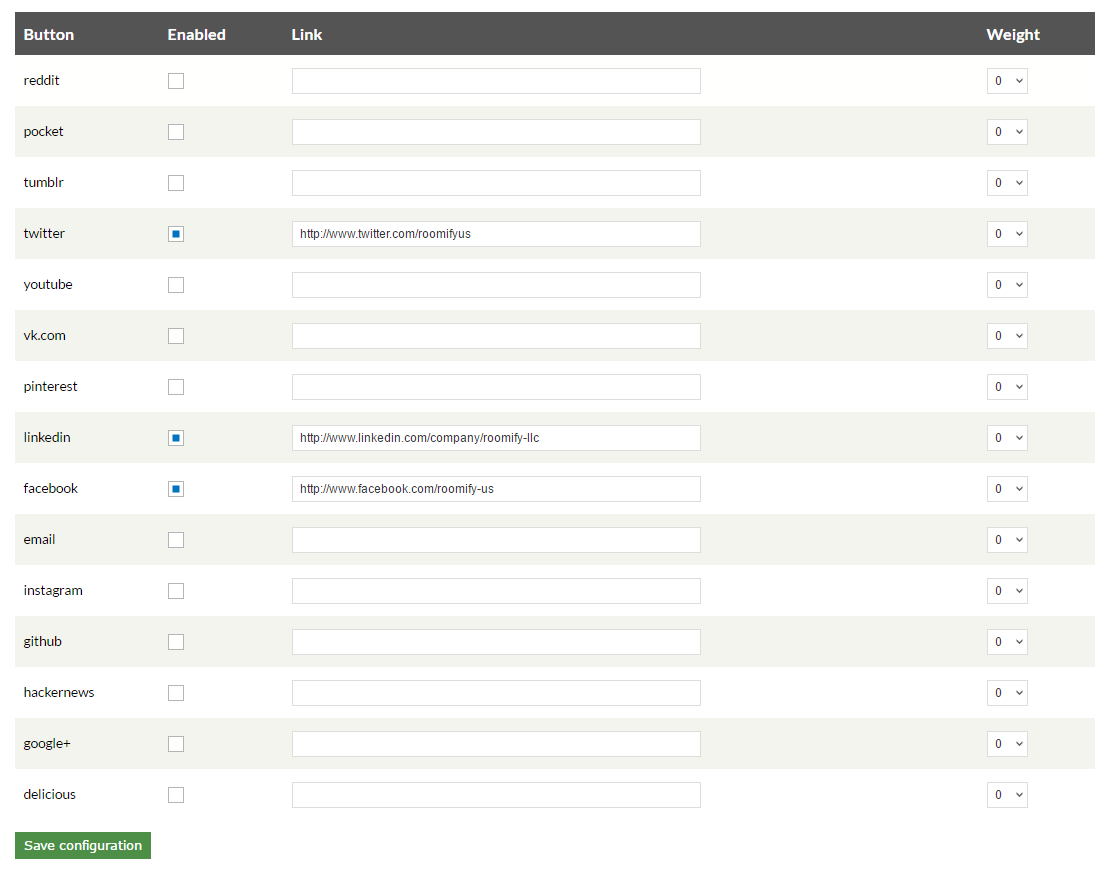 Button Enabled Link Weight
reddit 0
pocket 0
tumblr 0
twitter http://www.twitter.com/roomifyus 0
youtube 0
vk.com 0
pinterest 0
linkedin http://www.linkedin.com/company/roomify-llc 0
facebook http://www.facebook.com/roomify-us 0
email 0
instagram 0
github 0
hackernews 0
google+ 0
delicious 0
Save configuration